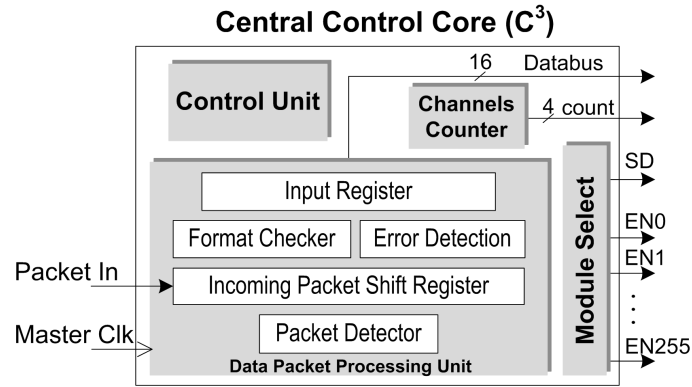 Central Control Core (C³)
16 Databus
Control Unit
Channels
Counter
4 count
Input Register
Format Checker
Error Detection
Incoming Packet Shift Register
Packet Detector
Data Packet Processing Unit
Packet In
Master Clk
Module Select
SD
EN0
EN1
EN255